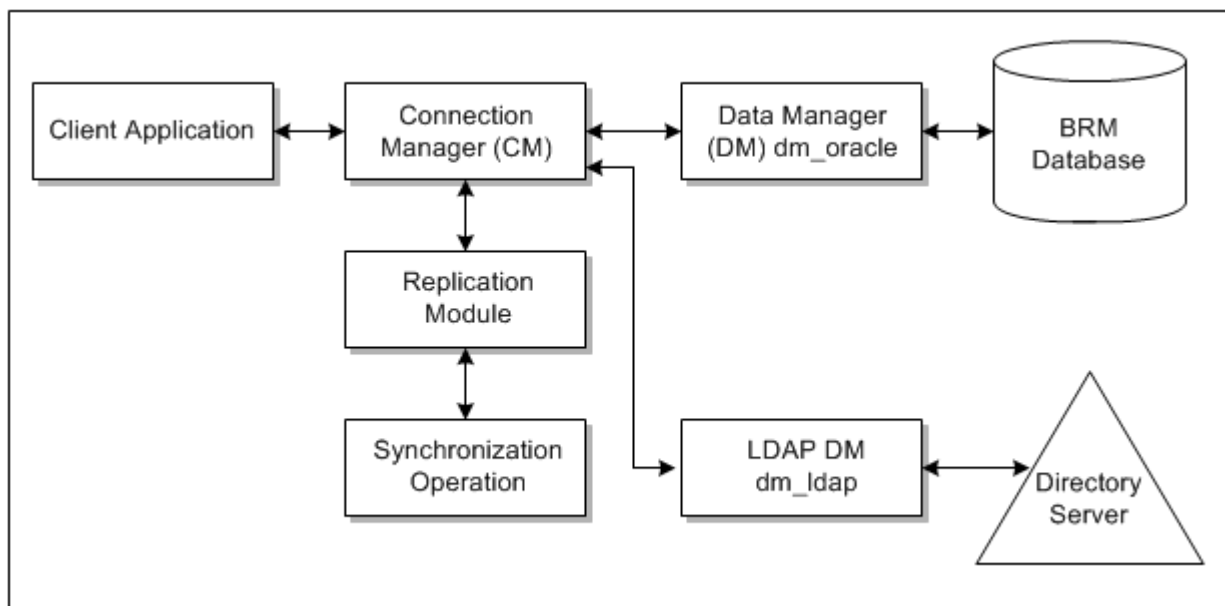 Client Application
Connection
Manager (CM)
Data Manager
(DM) dm_oracle
BRM
Database
Replication
Module
Synchronization
Operation
LDAP DM
dm_ldap
Directory
Server